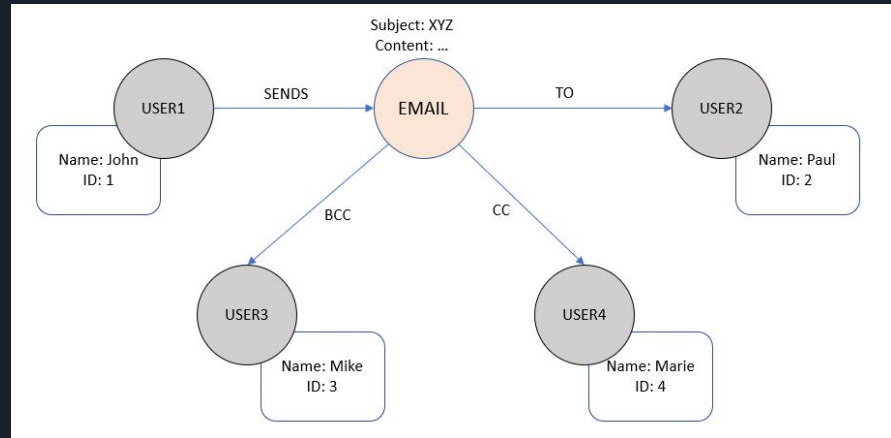 Subject: XYZ
Content: ...
USER1
SENDS
EMAIL
TO
USER2
Name: John
ID: 1
Name: Paul
ID: 2
BCC
CC
USER3
USER4
Name: Mike
ID: 3
Name: Marie
ID: 4